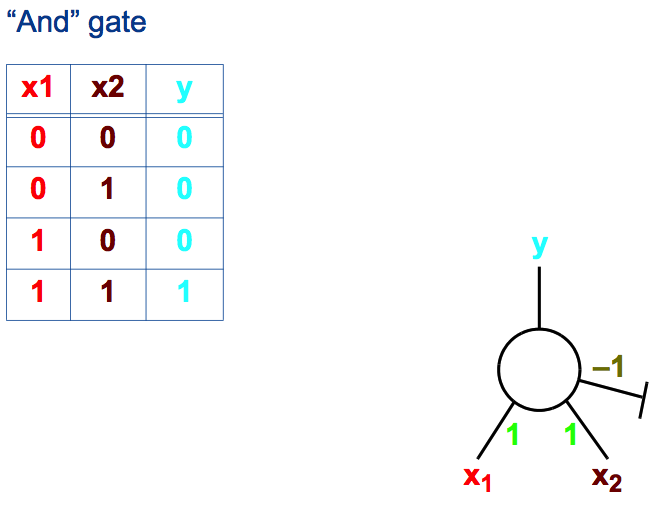 “And” gate
x1 x2 y
0 0 0
0 1 0
1 0 0
1 1 1
y
–1
1 1
x1 x2